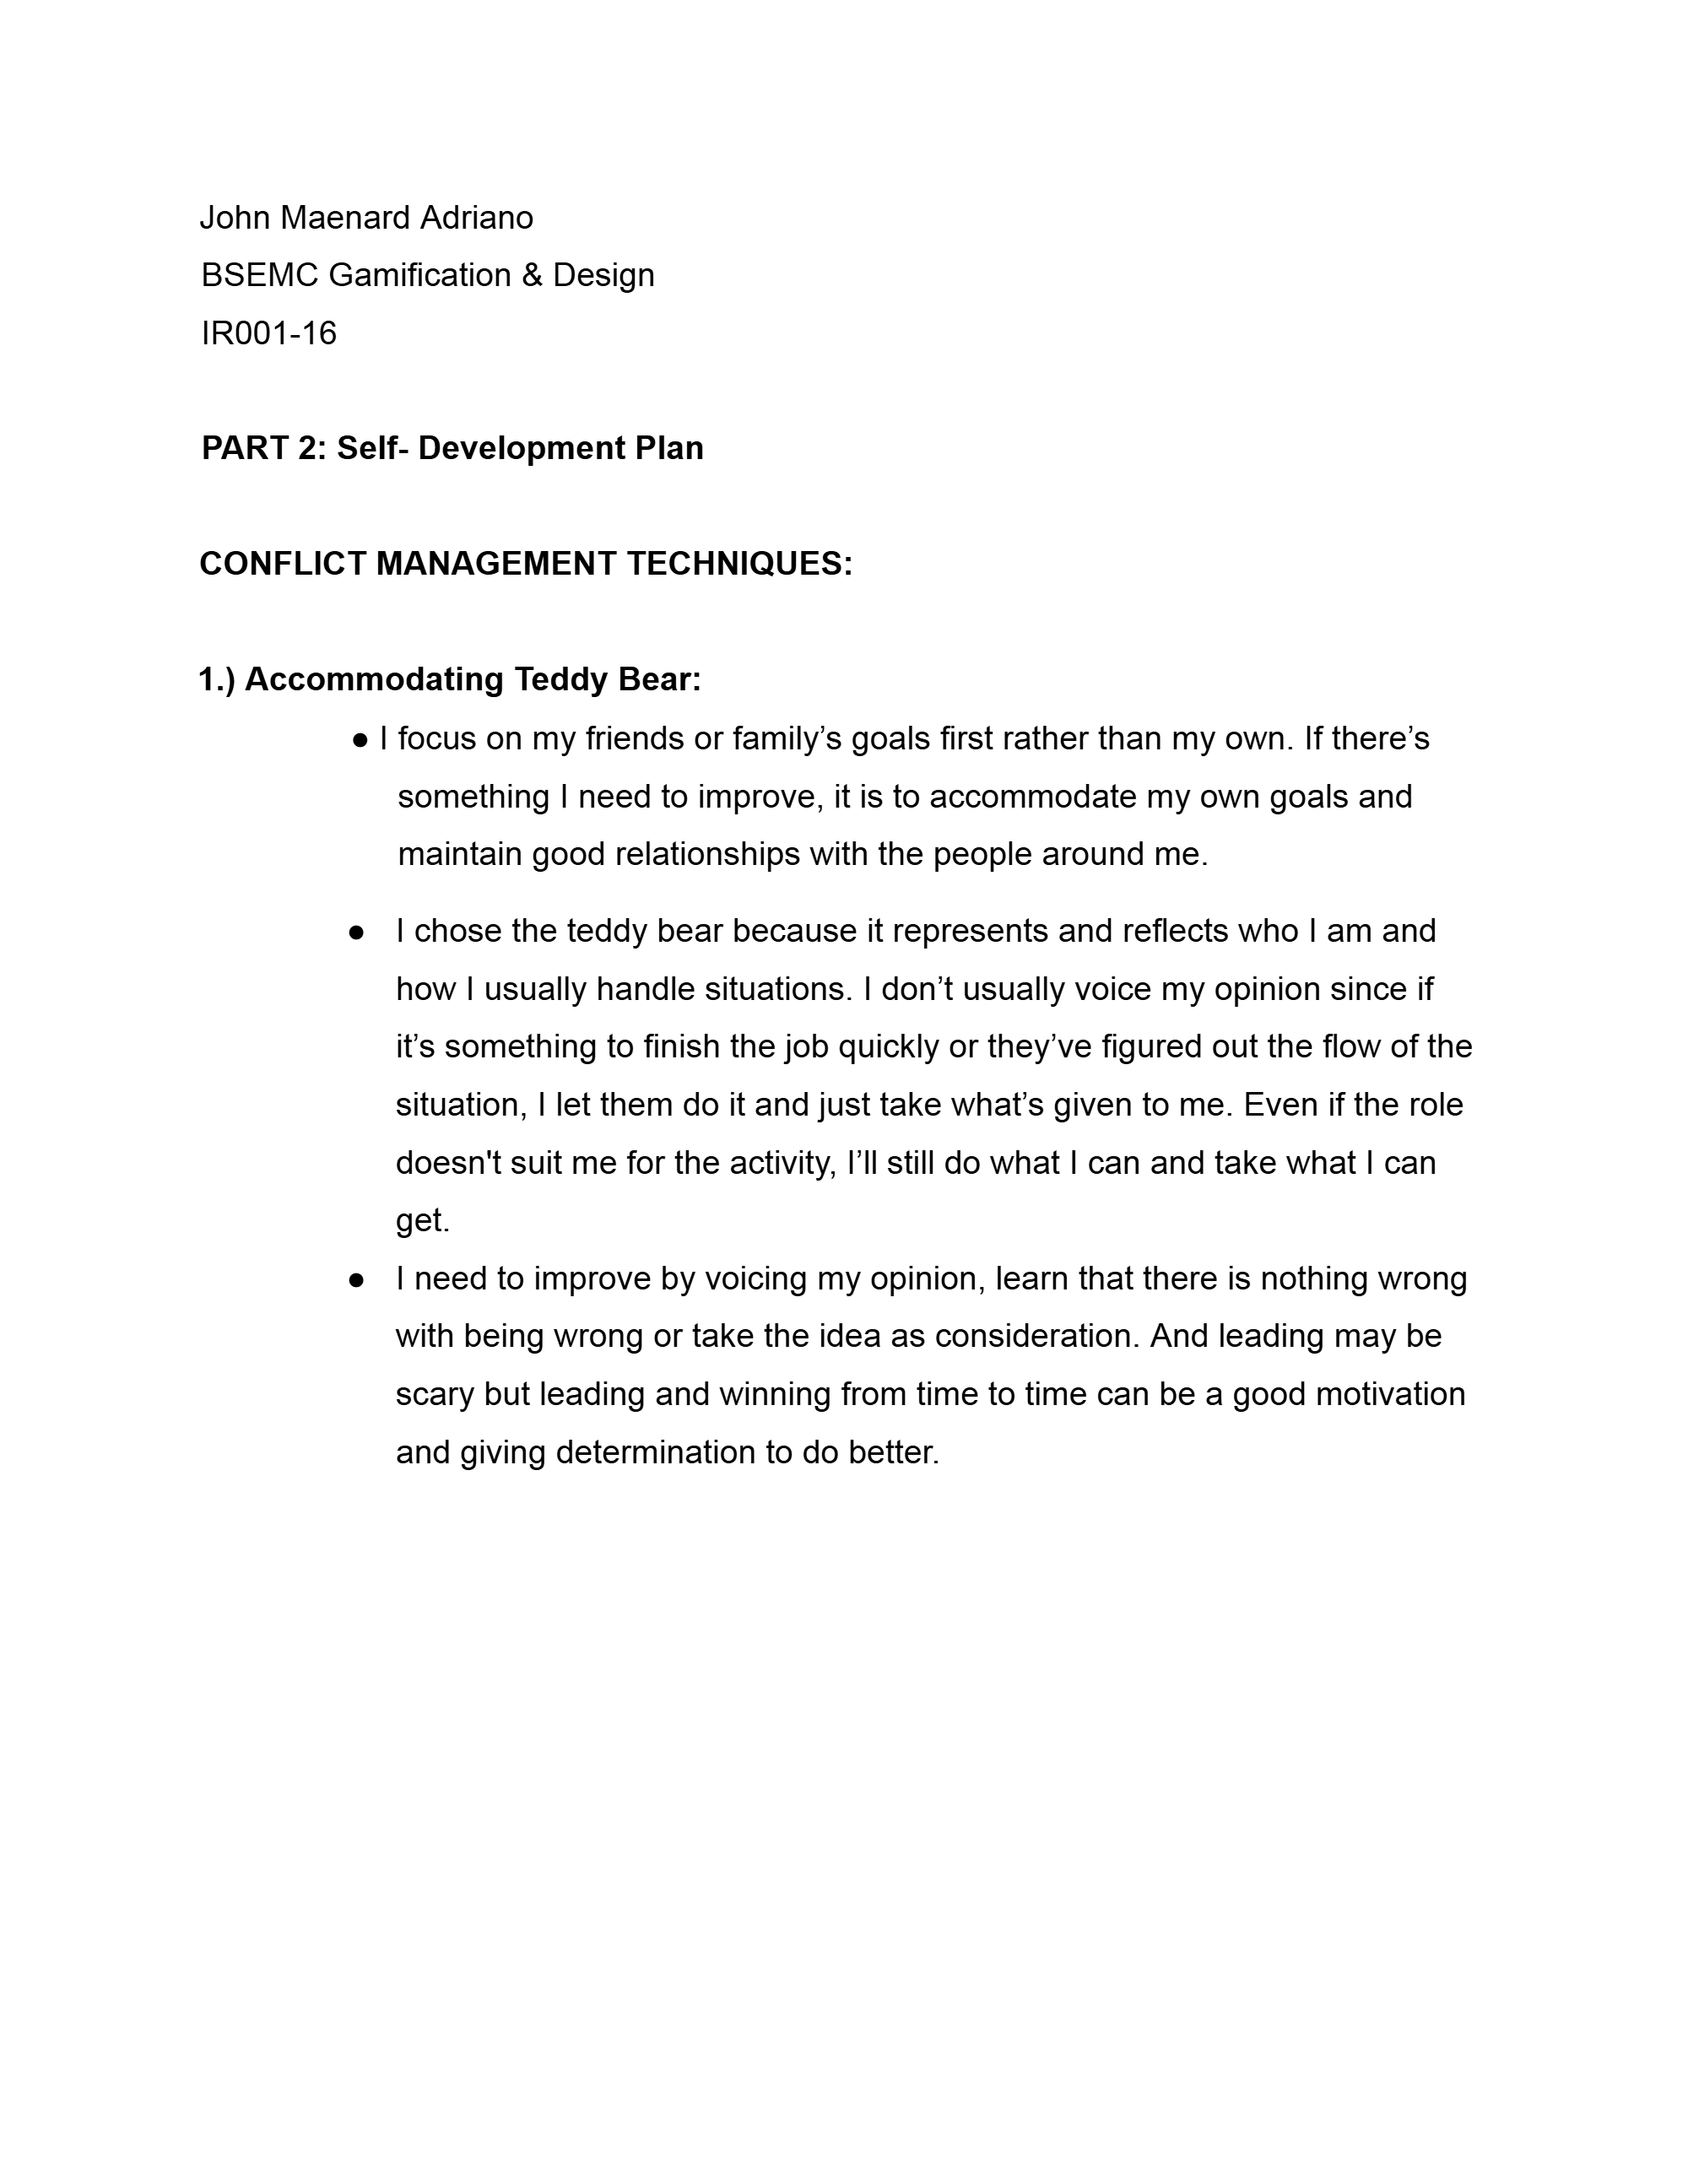 John Maenard Adriano
BSEMC Gamification & Design
IR001-16
PART 2: Self- Development Plan
CONFLICT MANAGEMENT TECHNIQUES:
1.) Accommodating Teddy Bear:
● I focus on my friends or family’s goals first rather than my own. If there’s
something I need to improve, it is to accommodate my own goals and
maintain good relationships with the people around me.
● I chose the teddy bear because it represents and reflects who I am and
how I usually handle situations. I don’t usually voice my opinion since if
it’s something to finish the job quickly or they’ve figured out the flow of the
situation, I let them do it and just take what’s given to me. Even if the role
doesn't suit me for the activity, I’ll still do what I can and take what I can
get.
● I need to improve by voicing my opinion, learn that there is nothing wrong
with being wrong or take the idea as consideration. And leading may be
scary but leading and winning from time to time can be a good motivation
and giving determination to do better.